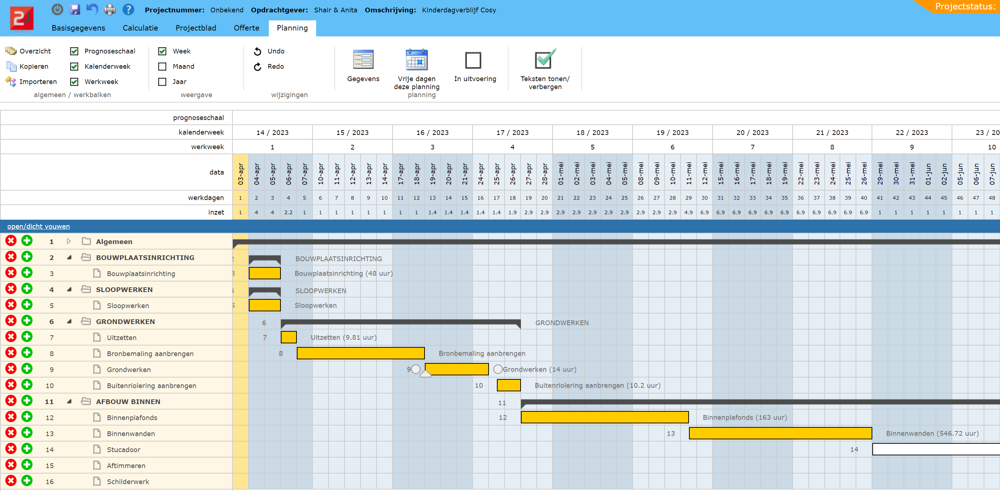 2J
Projectnummer: Onbekend Opdrachtgever: Shair & Anita Omschrijving: Kinderdagverblijf Cosy
Projectstatus:
Basisgegevens Calculatie Projectblad Offerte Planning
Overzicht Prognoseschaal Week Undo
Kopieren Kalenderweek Maand Redo
Importeren Werkweek Jaar
Gegevens Vrije dagen deze planning In uitvoering Teksten tonen/ verbergen
algemeen / werkbalken weergave wijzigingen planning
prognoseschaal
kalenderweek 14 / 2023 15 / 2023 16 / 2023 17 / 2023 18 / 2023 19 / 2023 20 / 2023 21 / 2023 22 / 2023 23 / 20
werkweek 1 2 3 4 5 6 7 8 9 10
data 03-apr 04-apr 05-apr 06-apr 07-apr 10-apr 11-apr 12-apr 13-apr 14-apr 17-apr 18-apr 19-apr 20-apr 21-apr 24-apr 25-apr 26-apr 27-apr 28-apr 01-mei 02-mei 03-mei 04-mei 05-mei 08-mei 09-mei 10-mei 11-mei 12-mei 15-mei 16-mei 17-mei 18-mei 19-mei 22-mei 23-mei 24-mei 25-mei 26-mei 29-mei 30-mei 31-mei 01-jun 02-jun 05-jun 06-jun 07-jun
werkdagen 1 2 3 4 5 6 7 8 9 10 11 12 13 14 15 16 17 18 19 20 21 22 23 24 25 26 27 28 29 30 31 32 33 34 35 36 37 38 39 40 41 42 43 44 45 46 47 48
inzet 1 4 4 2.2 1 1 1 1 1 1 1 1 1.4 1.4 1.4 1.4 1.4 1.9 2.9 2.9 2.9 2.9 2.9 2.9 2.9 2.9 2.9 2.9 4.9 6.9 6.9 6.9 6.9 6.9 6.9 6.9 6.9 6.9 6.9 6.9 1 1 1 1 1 1 1 1
open/dicht vouwen
1 Algemeen
2 BOUWPLAATSINRICHTING 2 BOUWPLAATSINRICHTING
3 Bouwplaatsinrichting 3 Bouwplaatsinrichting (48 uur)
4 SLOOPWERKEN 4 SLOOPWERKEN
5 Sloopwerken 5 Sloopwerken
6 GRONDWERKEN 6 GRONDWERKEN
7 Uitzetten 7 Uitzetten (9.81 uur)
8 Bronbemaling aanbrengen 8 Bronbemaling aanbrengen
9 Grondwerken 9 Grondwerken (14 uur)
10 Buitenriolering aanbrengen 10 Buitenriolering aanbrengen (10.2 uur)
11 AFBOUW BINNEN 11
12 Binnenplafonds 12 Binnenplafonds (163 uur)
13 Binnenwanden 13 Binnenwanden (546.72 uur)
14 Stucadoor 14
15 Aftimmeren
16 Schilderwerk